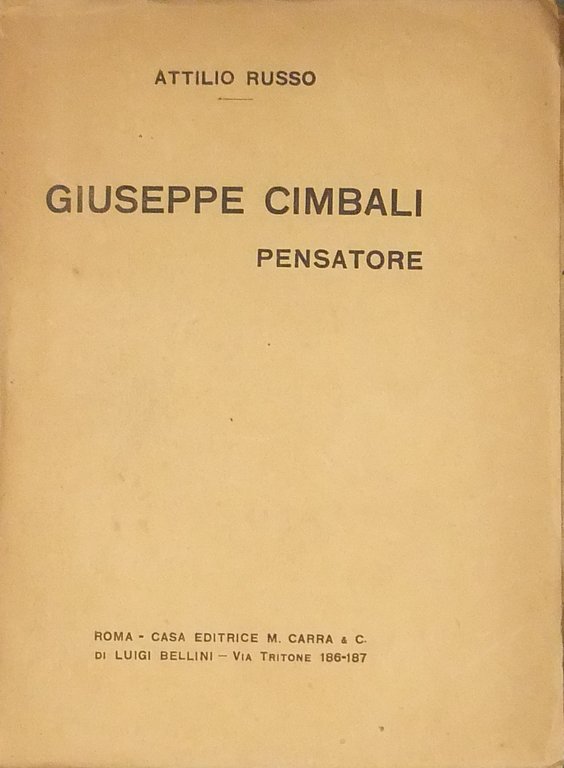 ATTILIO RUSSO
GIUSEPPE CIMBALI
PENSATORE
ROMA - CASA EDITRICE M. CARRA & C.
DI LUIGI BELLINI — VIA TRITONE 186-187